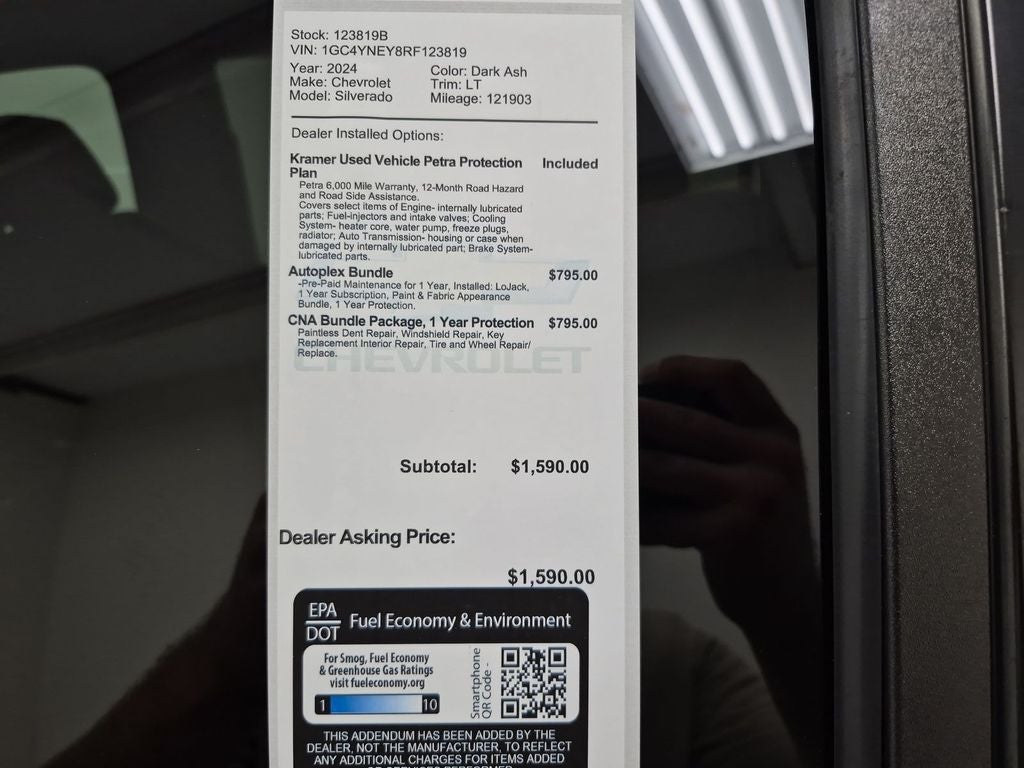 Stock: 123819B
VIN: 1GC4YNEY8RF123819
Year: 2024
Color: Dark Ash
Make: Chevrolet
Trim: LT
Model: Silverado
Mileage: 121903
Dealer Installed Options:
Kramer Used Vehicle Petra Protection Included
Plan
Petra 6,000 Mile Warranty, 12-Month Road Hazard
and Road Side Assistance.
Covers select items of Engine- internally lubricated
parts; Fuel-injectors and intake valves; Cooling
System- heater core, water pump, freeze plugs,
radiator; Auto Transmission- housing or case when
damaged by internally lubricated part; Brake System-
lubricated parts.
Autoplex Bundle $795.00
-Pre-Paid Maintenance for 1 Year, Installed: LoJack,
1 Year Subscription, Paint & Fabric Appearance
Bundle, 1 Year Protection.
CNA Bundle Package, 1 Year Protection $795.00
Paintless Dent Repair, Windshield Repair, Key
Replacement Interior Repair, Tire and Wheel Repair/
Replace.
CHEVROLET
Subtotal: $1,590.00
Dealer Asking Price:
$1,590.00
EPA
DOT
Fuel Economy & Environment
For Smog, Fuel Economy
& Greenhouse Gas Ratings
visit fueleconomy.org
1 10
Smartphone
QR Code -
THIS ADDENDUM HAS BEEN ADDED BY THE
DEALER, NOT THE MANUFACTURER, TO REFLECT
ANY ADDITIONAL CHARGES FOR ITEMS ADDED
OR SERVICES PERFORMED